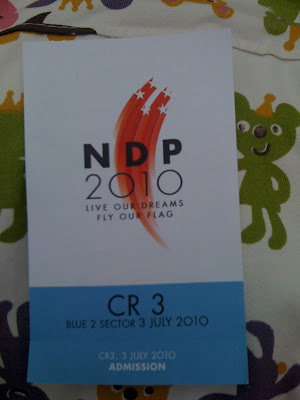 NDP
2010
LIVE OUR DREAMS
FLY OUR FLAG
CR 3
BLUE 2 SECTOR 3 JULY 2010
CR3, 3 JULY 2010
ADMISSION